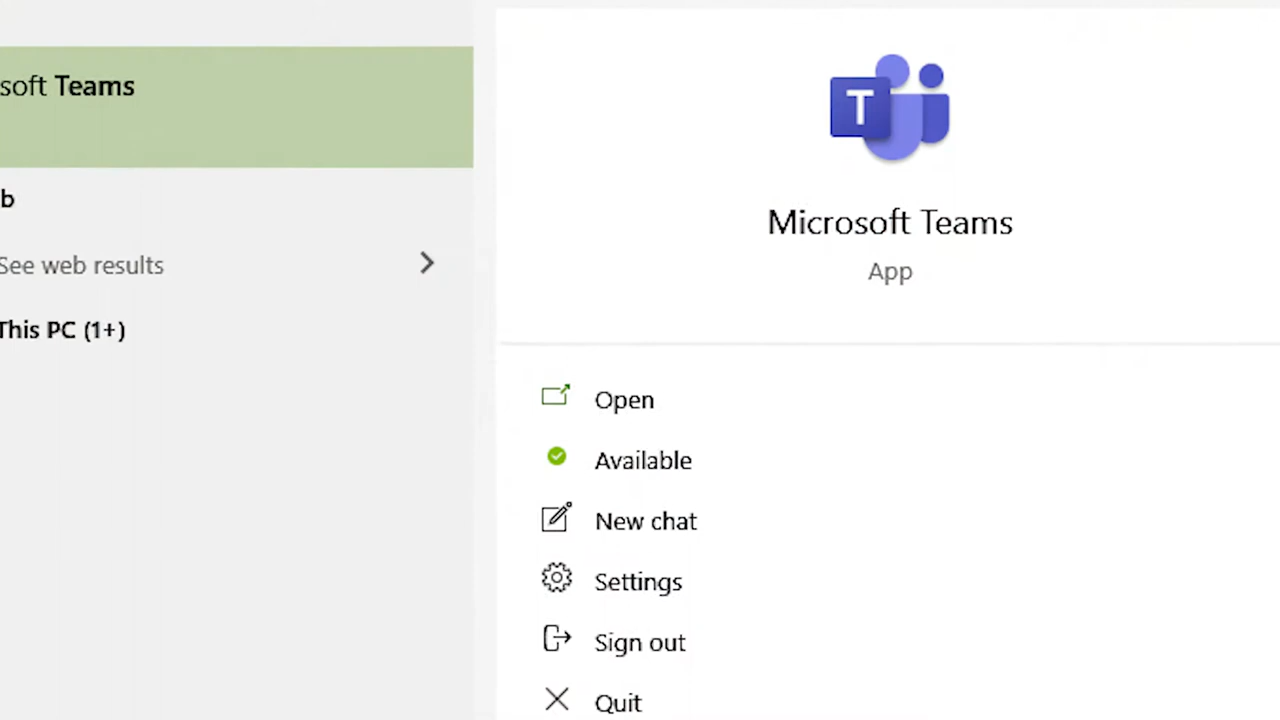 soft Teams
b
See web results
This PC (1+)
T
Microsoft Teams
App
Open
Available
New chat
Settings
Sign out
Quit